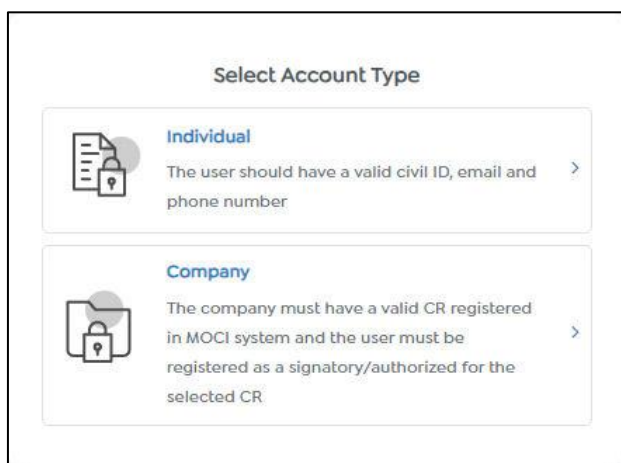 Select Account Type
Individual
The user should have a valid civil ID, email and
phone number
Company
The company must have a valid CR registered
in MOCI system and the user must be
registered as a signatory/authorized for the
selected CR